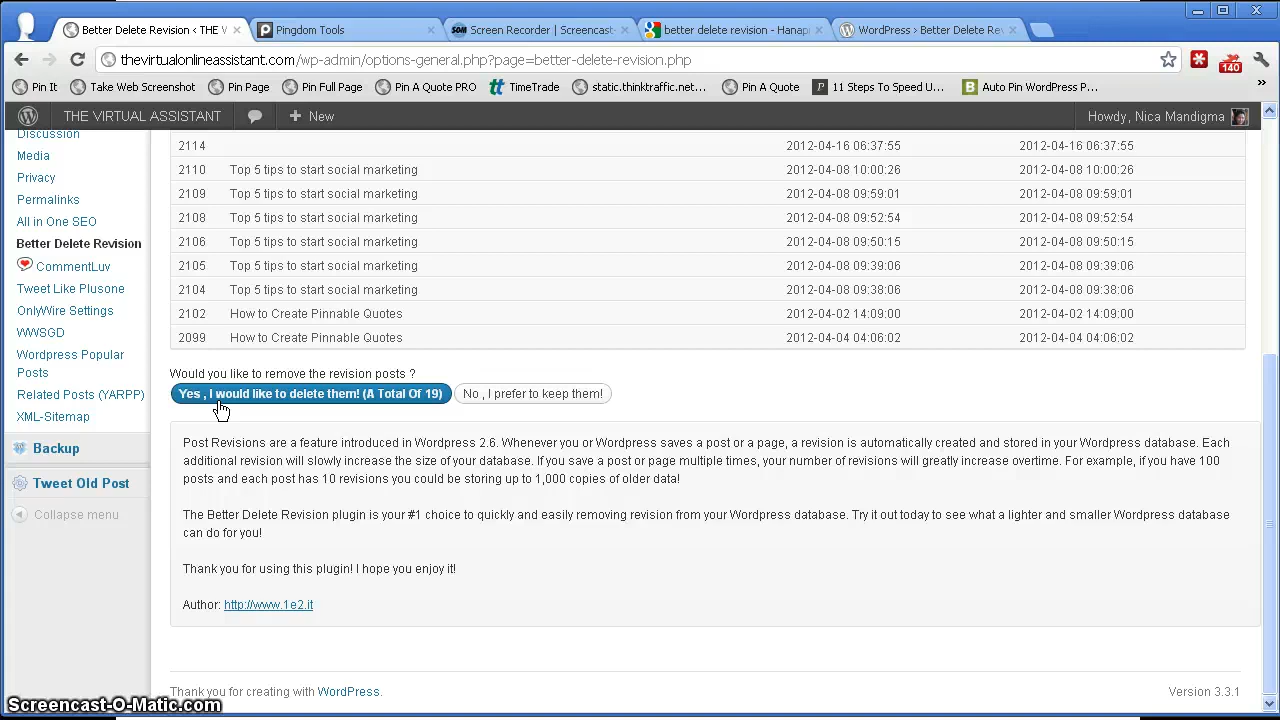 Better Delete Revision ‹ THE V
Pingdom Tools
SOM Screen Recorder | Screencast-
better delete revision - Hanap
WordPress › Better Delete Rev
thevirtualonlineassistant.com/wp-admin/options-general.php?page=better-delete-revision.php
140
Pin It
Take Web Screenshot
Pin Page
Pin Full Page
Pin A Quote PRO
tt TimeTrade
static.thinktraffic.net...
Pin A Quote
P 11 Steps To Speed U...
B Auto Pin WordPress P...
»
THE VIRTUAL ASSISTANT
+ New
Howdy, Nica Mandigma
Discussion
Media
Privacy
Permalinks
All in One SEO
Better Delete Revision
CommentLuv
Tweet Like Plusone
OnlyWire Settings
WWSGD
Wordpress Popular
Posts
Related Posts (YARPP)
XML-Sitemap
Backup
Tweet Old Post
Collapse menu
2114 2012-04-16 06:37:55 2012-04-16 06:37:55
2110 Top 5 tips to start social marketing 2012-04-08 10:00:26 2012-04-08 10:00:26
2109 Top 5 tips to start social marketing 2012-04-08 09:59:01 2012-04-08 09:59:01
2108 Top 5 tips to start social marketing 2012-04-08 09:52:54 2012-04-08 09:52:54
2106 Top 5 tips to start social marketing 2012-04-08 09:50:15 2012-04-08 09:50:15
2105 Top 5 tips to start social marketing 2012-04-08 09:39:06 2012-04-08 09:39:06
2104 Top 5 tips to start social marketing 2012-04-08 09:38:06 2012-04-08 09:38:06
2102 How to Create Pinnable Quotes 2012-04-02 14:09:00 2012-04-02 14:09:00
2099 How to Create Pinnable Quotes 2012-04-04 04:06:02 2012-04-04 04:06:02
Would you like to remove the revision posts ?
Yes , I would like to delete them! (A Total Of 19)
No , I prefer to keep them!
Post Revisions are a feature introduced in Wordpress 2.6. Whenever you or Wordpress saves a post or a page, a revision is automatically created and stored in your Wordpress database. Each
additional revision will slowly increase the size of your database. If you save a post or page multiple times, your number of revisions will greatly increase overtime. For example, if you have 100
posts and each post has 10 revisions you could be storing up to 1,000 copies of older data!
The Better Delete Revision plugin is your #1 choice to quickly and easily removing revision from your Wordpress database. Try it out today to see what a lighter and smaller Wordpress database
can do for you!
Thank you for using this plugin! I hope you enjoy it!
Author: http://www.1e2.it
Thank you for creating with WordPress.
Version 3.3.1
Screencast-O-Matic.com